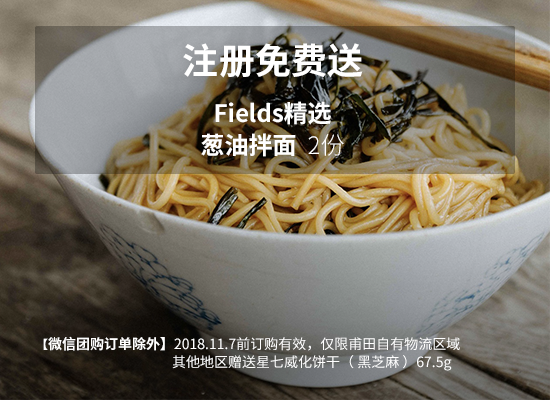 注册免费送
Fields精选
葱油拌面 2份
【微信团购订单除外】2018.11.7前订购有效，仅限甫田自有物流区域
其他地区赠送星七威化饼干（黑芝麻）67.5g